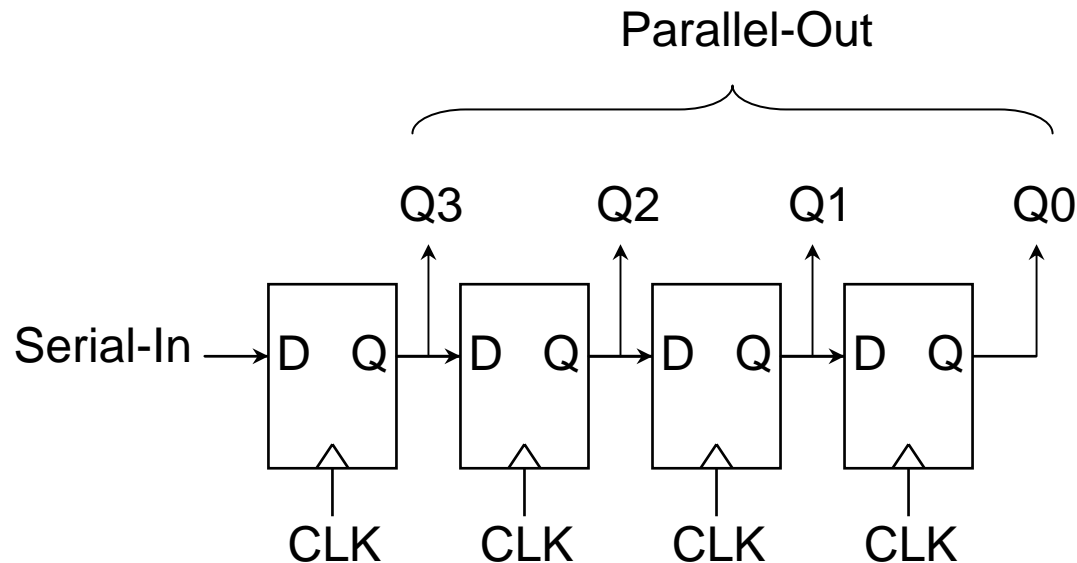 Parallel-Out
Q3 Q2 Q1 Q0
Serial-In D Q D Q D Q D Q
CLK CLK CLK CLK